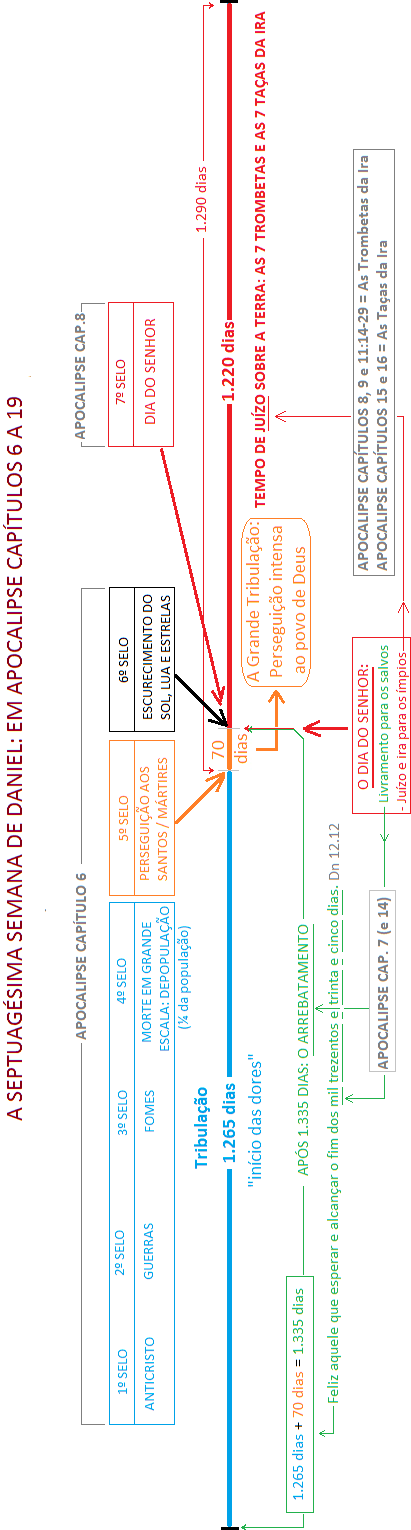 A SEPTUAGÉSIMA SEMANA DE DANIEL: EM APOCALIPSE CAPÍTULOS 6 A 19
APOCALIPSE CAPÍTULO 6
APOCALIPSE CAP.8
1º SELO
ANTICRISTO
2º SELO
GUERRAS
3º SELO
FOMES
4º SELO
MORTE EM GRANDE
ESCALA: DEPOPULAÇÃO
(¼ da população)
5º SELO
PERSEGUIÇÃO AOS
SANTOS / MÁRTIRES
6º SELO
ESCURECIMENTO DO
SOL, LUA E ESTRELAS
7º SELO
DIA DO SENHOR
1.290 dias
Tribulação
1.265 dias
"início das dores"
70
dias
1.220 dias
A Grande Tribulação:
Perseguição intensa
ao povo de Deus
TEMPO DE JUÍZO SOBRE A TERRA: AS 7 TROMBETAS E AS 7 TAÇAS DA IRA
1.265 dias + 70 dias = 1.335 dias
APÓS 1.335 DIAS: O ARREBATAMENTO
Feliz aquele que esperar e alcançar o fim dos mil trezentos e trinta e cinco dias. Dn 12.12
APOCALIPSE CAP. 7 (e 14)
O DIA DO SENHOR:
Livramento para os salvos
- Juízo e ira para os ímpios
APOCALIPSE CAPÍTULOS 8, 9 e 11:14-29 = As Trombetas da Ira
APOCALIPSE CAPÍTULOS 15 e 16 = As Taças da Ira